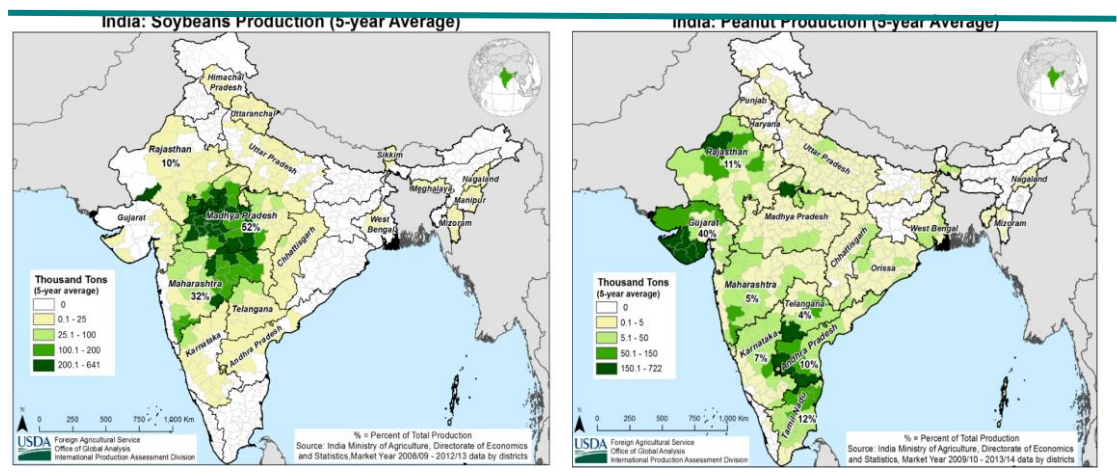 India: Soybeans Production (5-year Average)
Himachal
Pradesh
Uttaranchal
Rajasthan
10%
Uttar Pradesh
Sikkim
Nagaland
Meghalaya
Manipur
Gujarat
Madhya Pradesh
52%
West
Bengal
Mizoram
Chhattisgarh
Thousand Tons
(5-year average)
0
0.1 - 25
25.1 - 100
100.1 - 200
200.1 - 641
Maharashtra
32%
Telangana
Karnataka
Andhra Pradesh
N
0 250 500 1,000 Km
USDA
Foreign Agricultural Service
Office of Global Analysis
International Production Assessment Division
% = Percent of Total Production
Source: India Ministry of Agriculture, Directorate of Economics
and Statistics,Market Year 2008/09 - 2012/13 data by districts
India: Peanut Production (5-year Average)
Punjab
Haryana
Rajasthan
11%
Uttar Pradesh
Nagaland
Gujarat
40%
Madhya Pradesh
West Bengal
Mizoram
Chhattisgarh
Orissa
Thousand Tons
(5-year average)
0
0.1 - 5
5.1 - 50
50.1 - 150
150.1 - 722
Maharashtra
5%
Telangana
4%
Karnataka
7%
Andhra Pradesh
10%
Tamil Nadu
12%
N
0 250 500 1,000 Km
USDA
Foreign Agricultural Service
Office of Global Analysis
International Production Assessment Division
% = Percent of Total Production
Source: India Ministry of Agriculture, Directorate of Economics
and Statistics, Market Year 2009/10 - 2013/14 data by districts